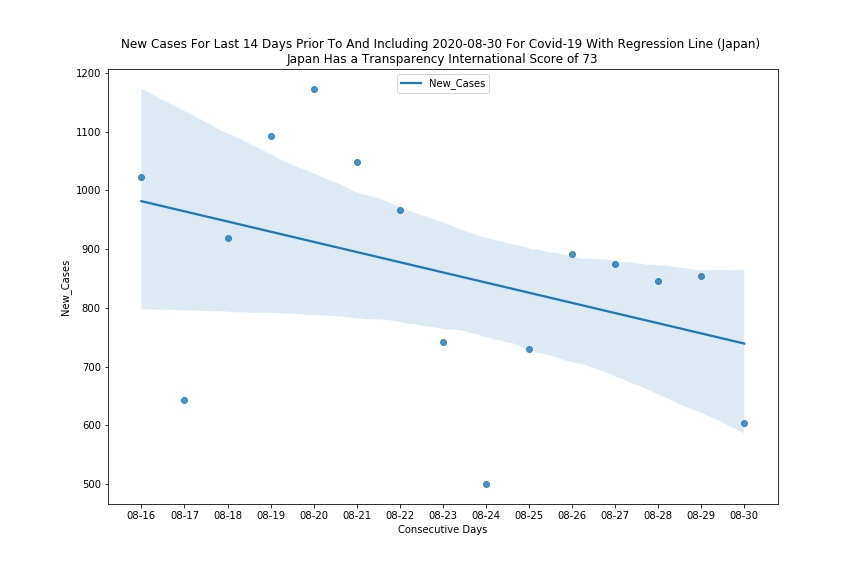 New Cases For Last 14 Days Prior To And Including 2020-08-30 For Covid-19 With Regression Line (Japan)
Japan Has a Transparency International Score of 73
New_Cases
1200
1100
1000
900
800
700
600
500
New_Cases
08-16 08-17 08-18 08-19 08-20 08-21 08-22 08-23 08-24 08-25 08-26 08-27 08-28 08-29 08-30
Consecutive Days